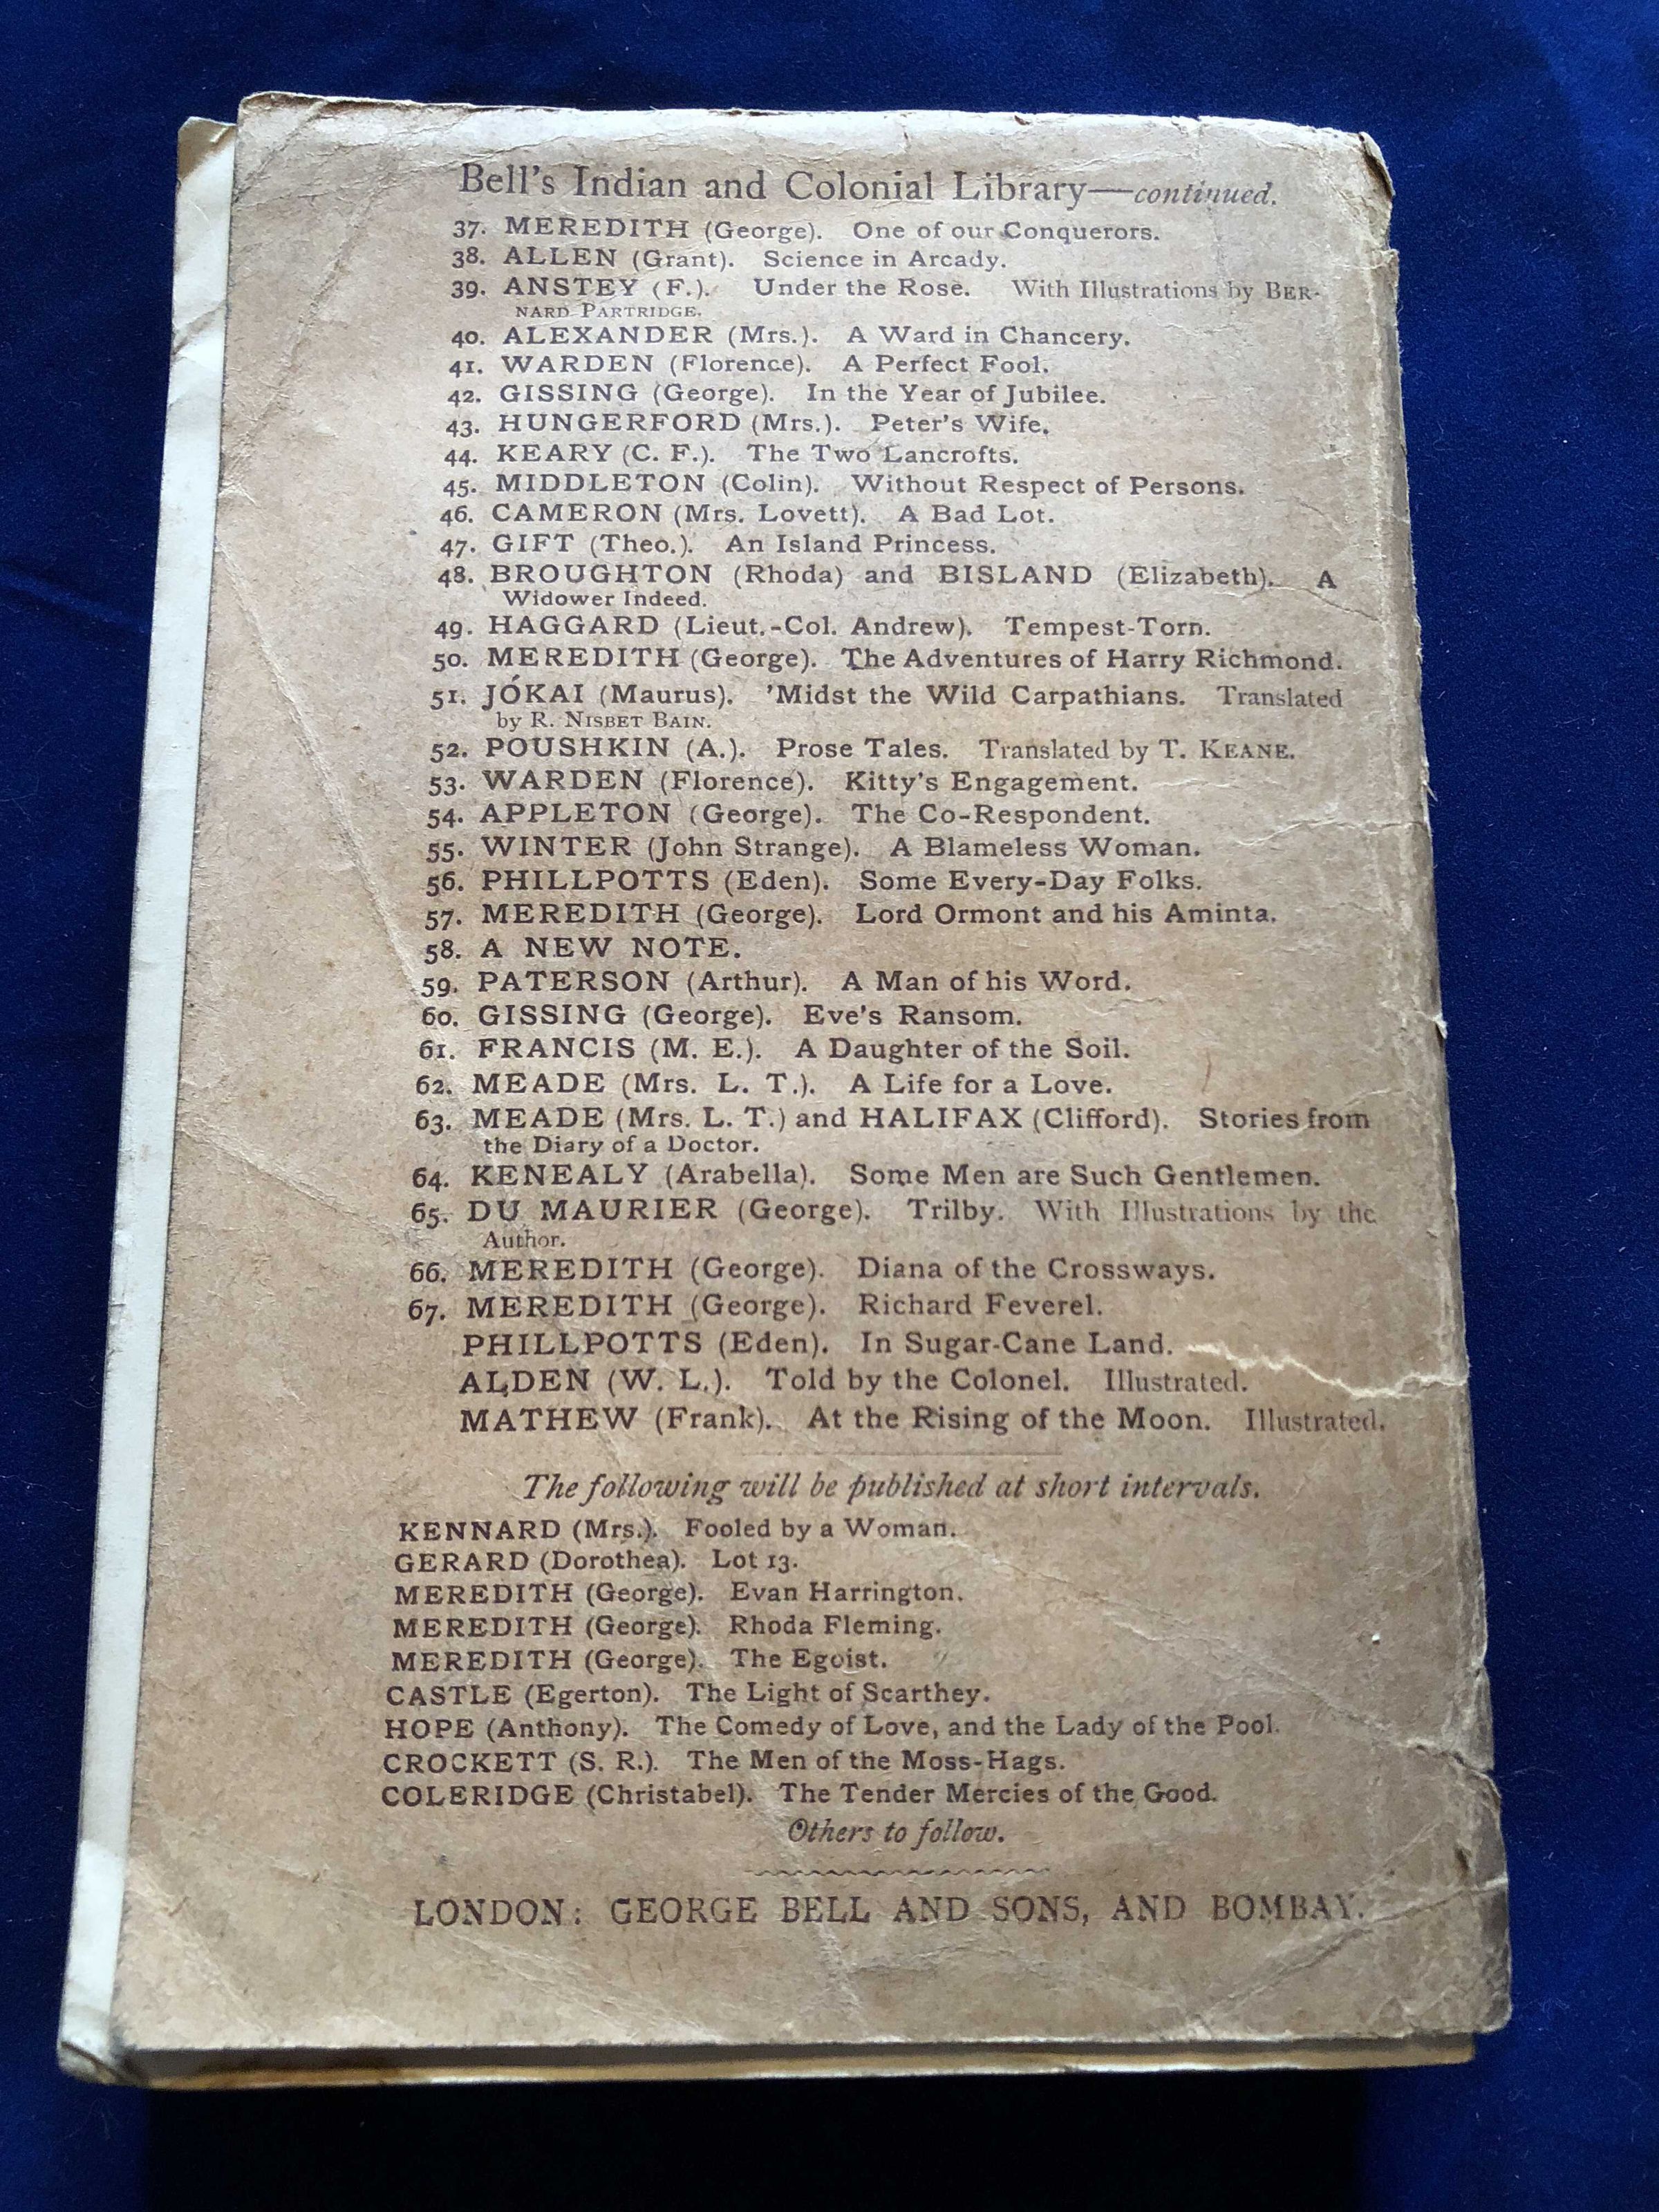 Bell's Indian and Colonial Library—continued.
37. MEREDITH (George). One of our Conquerors.
38. ALLEN (Grant). Science in Arcady.
39. ANSTEY (F.). Under the Rose. With Illustrations by BER-
NARD PARTRIDGE.
40. ALEXANDER (Mrs.). A Ward in Chancery.
41. WARDEN (Florence). A Perfect Fool.
42. GISSING (George). In the Year of Jubilee.
43. HUNGERFORD (Mrs.). Peter's Wife.
44. KEARY (C. F.). The Two Lancrofts.
45. MIDDLETON (Colin). Without Respect of Persons.
46. CAMERON (Mrs. Lovett). A Bad Lot.
47. GIFT (Theo.). An Island Princess.
48. BROUGHTON (Rhoda) and BISLAND (Elizabeth). A
Widower Indeed.
49. HAGGARD (Lieut.-Col. Andrew). Tempest-Torn.
50. MEREDITH (George). The Adventures of Harry Richmond.
51. JÓKAI (Maurus). 'Midst the Wild Carpathians. Translated
by R. NISBET BAIN.
52. POUSHKIN (A.). Prose Tales. Translated by T. KEANE.
53. WARDEN (Florence). Kitty's Engagement.
54. APPLETON (George). The Co-Respondent.
55. WINTER (John Strange). A Blameless Woman.
56. PHILLPOTTS (Eden). Some Every-Day Folks.
57. MEREDITH (George). Lord Ormont and his Aminta.
58. A NEW NOTE.
59. PATERSON (Arthur). A Man of his Word.
60. GISSING (George). Eve's Ransom.
61. FRANCIS (M. E.). A Daughter of the Soil.
62. MEADE (Mrs. L. T.). A Life for a Love.
63. MEADE (Mrs. L. T.) and HALIFAX (Clifford). Stories from
the Diary of a Doctor.
64. KENEALY (Arabella). Some Men are Such Gentlemen.
65. DU MAURIER (George). Trilby. With Illustrations by the
Author.
66. MEREDITH (George). Diana of the Crossways.
67. MEREDITH (George). Richard Feverel.
PHILLPOTTS (Eden). In Sugar-Cane Land.
ALDEN (W. L.). Told by the Colonel. Illustrated.
MATHEW (Frank). At the Rising of the Moon. Illustrated.
The following will be published at short intervals.
KENNARD (Mrs.). Fooled by a Woman.
GERARD (Dorothea). Lot 13.
MEREDITH (George). Evan Harrington.
MEREDITH (George). Rhoda Fleming.
MEREDITH (George). The Egoist.
CASTLE (Egerton). The Light of Scarthey.
HOPE (Anthony). The Comedy of Love, and the Lady of the Pool.
CROCKETT (S. R.). The Men of the Moss-Hags.
COLERIDGE (Christabel). The Tender Mercies of the Good.
Others to follow.
LONDON: GEORGE BELL AND SONS, AND BOMBAY.